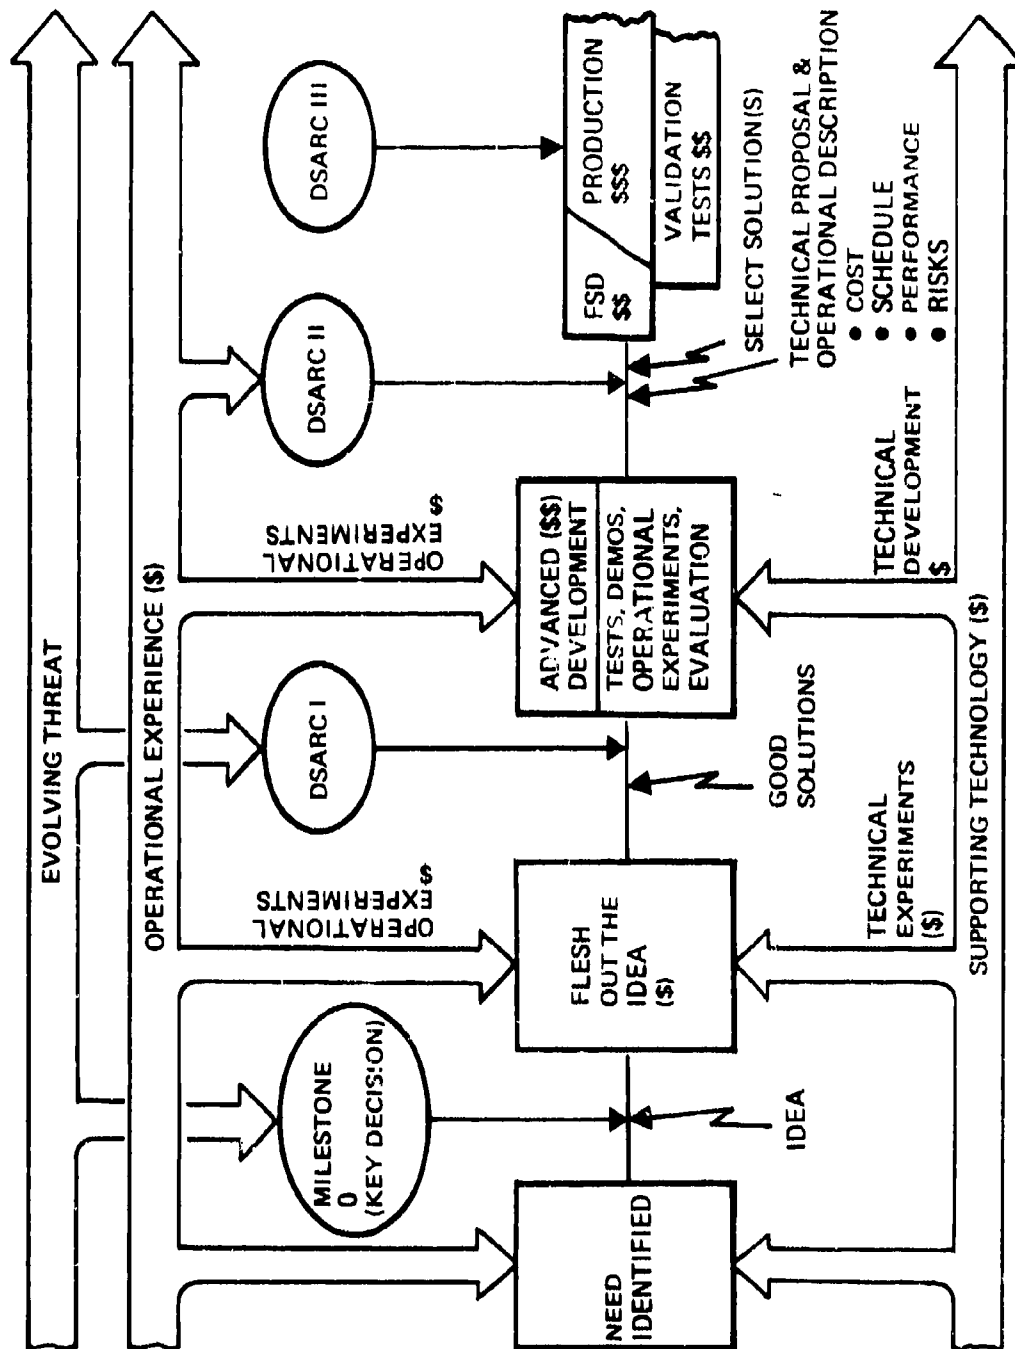 EVOLVING THREAT
OPERATIONAL EXPERIENCE ($)
MILESTONE
0
(KEY DECISION)
OPERATIONAL
EXPERIMENTS
$
DSARC I
OPERATIONAL
EXPERIMENTS
$
DSARC II
DSARC III
NEED
IDENTIFIED
IDEA
FLESH
OUT THE
IDEA
($)
GOOD
SOLUTIONS
ADVANCED ($$)
DEVELOPMENT
TESTS, DEMOS,
OPERATIONAL
EXPERIMENTS,
EVALUATION
FSD
$$
PRODUCTION
$$$
VALIDATION
TESTS $$
SELECT SOLUTION(S)
TECHNICAL PROPOSAL &
OPERATIONAL DESCRIPTION
• COST
• SCHEDULE
• PERFORMANCE
• RISKS
TECHNICAL
EXPERIMENTS
($)
TECHNICAL
DEVELOPMENT
$
SUPPORTING TECHNOLOGY ($)